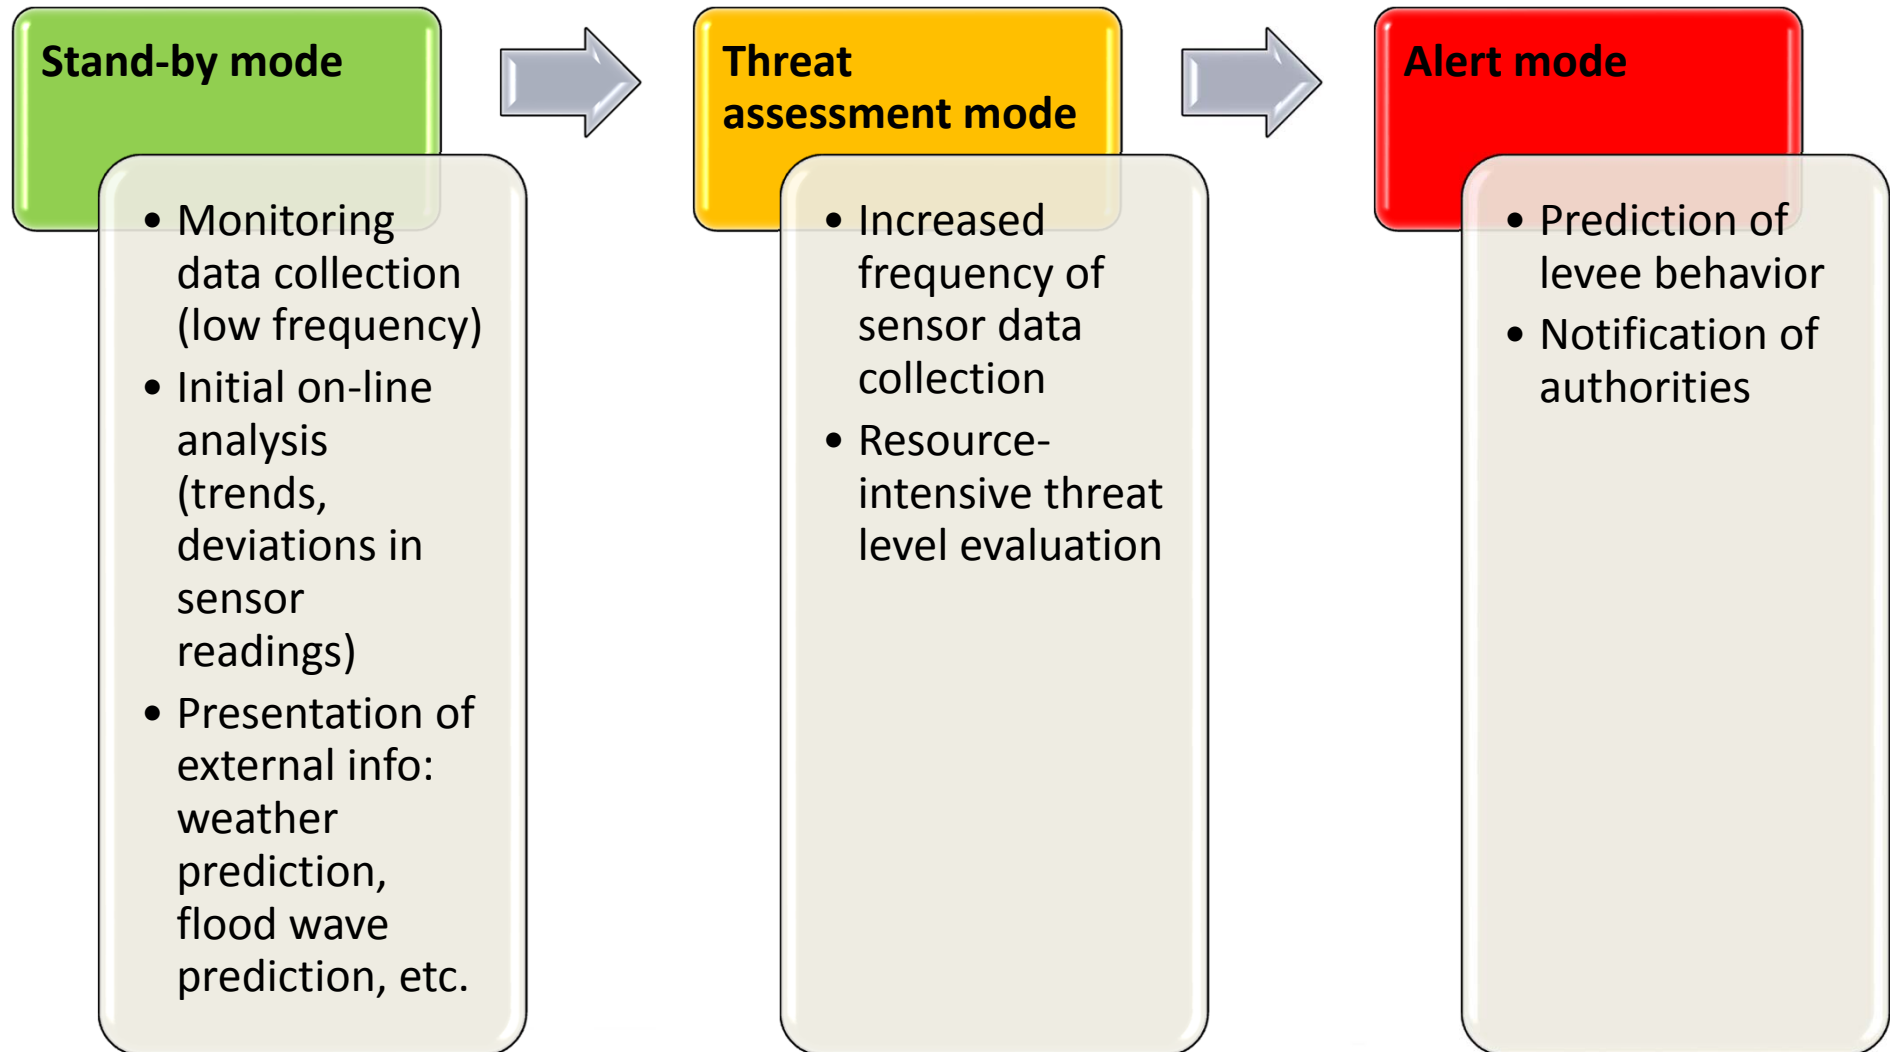 Stand-by mode
• Monitoring
data collection
(low frequency)
• Initial on-line
analysis
(trends,
deviations in
sensor
readings)
• Presentation of
external info:
weather
prediction,
flood wave
prediction, etc.
Threat
assessment mode
• Increased
frequency of
sensor data
collection
• Resource-
intensive threat
level evaluation
Alert mode
• Prediction of
levee behavior
• Notification of
authorities